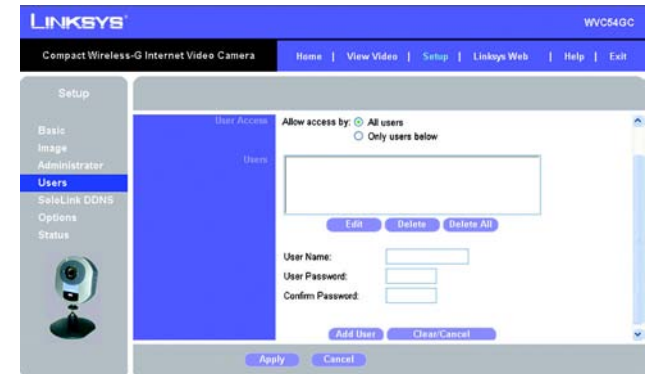 LINKSYS
WVC54GC
Compact Wireless-G Internet Video Camera
Home | View Video | Setup | Linksys Web | Help | Exit
Setup
Basic
Image
Administrator
Users
SoloLink DDNS
Options
Status
User Access
Allow access by: All users
Only users below
Users
Edit Delete Delete All
User Name:
User Password:
Confirm Password:
Add User Clear/Cancel
Apply Cancel